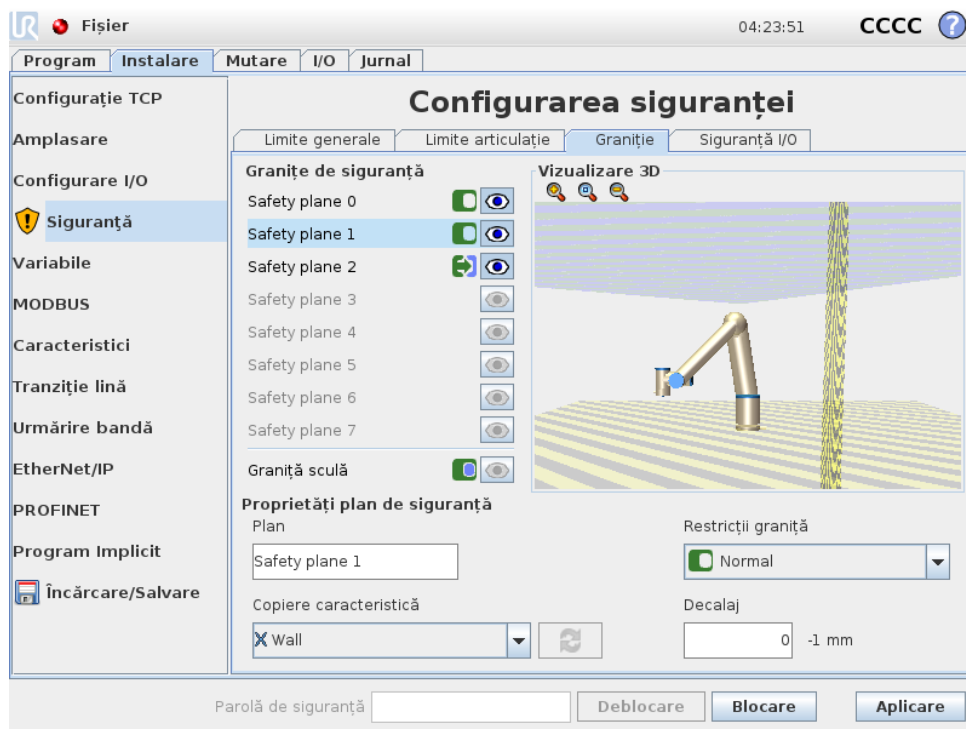 UR Fișier 04:23:51 CCCC ?
Program Instalare Mutare I/O Jurnal
Configurație TCP
Amplasare
Configurare I/O
Siguranță
Variabile
MODBUS
Caracteristici
Tranziție lină
Urmărire bandă
EtherNet/IP
PROFINET
Program Implicit
Încărcare/Salvare
Configurarea siguranței
Limite generale Limite articulație Graniție Siguranță I/O
Granițe de siguranță
Safety plane 0
Safety plane 1
Safety plane 2
Safety plane 3
Safety plane 4
Safety plane 5
Safety plane 6
Safety plane 7
Graniță sculă
Vizualizare 3D
Proprietăți plan de siguranță
Plan
Safety plane 1
Restricții graniță
Normal
Copiere caracteristică
Wall
Decalaj
0 -1 mm
Parolă de siguranță Deblocare Blocare Aplicare